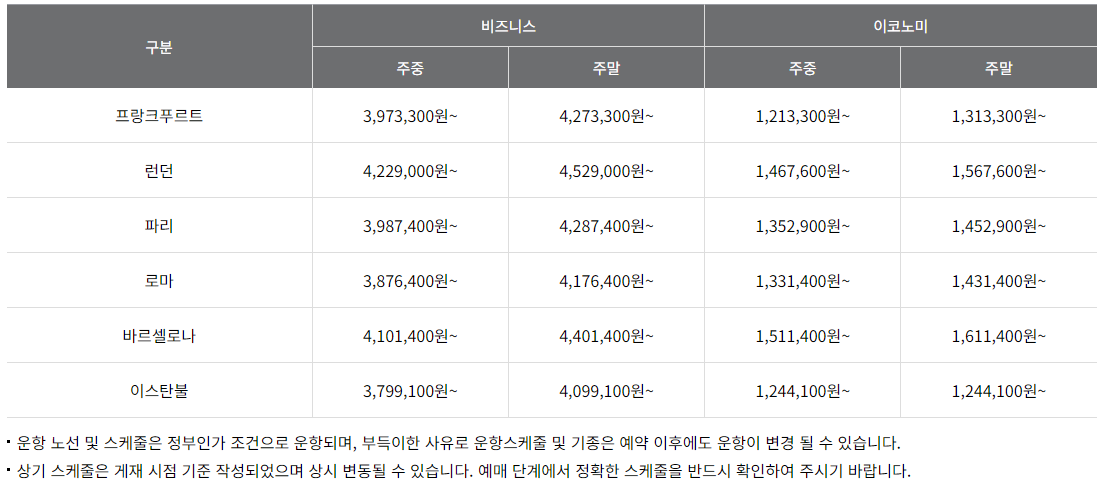 구분 비즈니스 이코노미
주중 주말 주중 주말
프랑크푸르트 3,973,300원~ 4,273,300원~ 1,213,300원~ 1,313,300원~
런던 4,229,000원~ 4,529,000원~ 1,467,600원~ 1,567,600원~
파리 3,987,400원~ 4,287,400원~ 1,352,900원~ 1,452,900원~
로마 3,876,400원~ 4,176,400원~ 1,331,400원~ 1,431,400원~
바르셀로나 4,101,400원~ 4,401,400원~ 1,511,400원~ 1,611,400원~
이스탄불 3,799,100원~ 4,099,100원~ 1,244,100원~ 1,244,100원~
▪ 운항 노선 및 스케줄은 정부인가 조건으로 운항되며, 부득이한 사유로 운항스케줄 및 기종은 예약 이후에도 운항이 변경 될 수 있습니다.
▪ 상기 스케줄은 게재 시점 기준 작성되었으며 상시 변동될 수 있습니다. 예매 단계에서 정확한 스케줄을 반드시 확인하여 주시기 바랍니다.